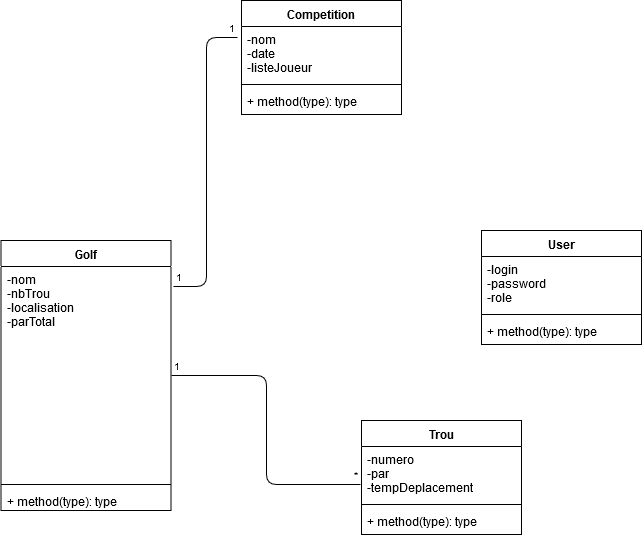 Competition
1
-nom
-date
-listeJoueur
+ method(type): type
Golf
1
-nom
-nbTrou
-localisation
-parTotal
User
-login
-password
-role
+ method(type): type
1
Trou
-numero
*
-par
-tempDeplacement
+ method(type): type
+ method(type): type